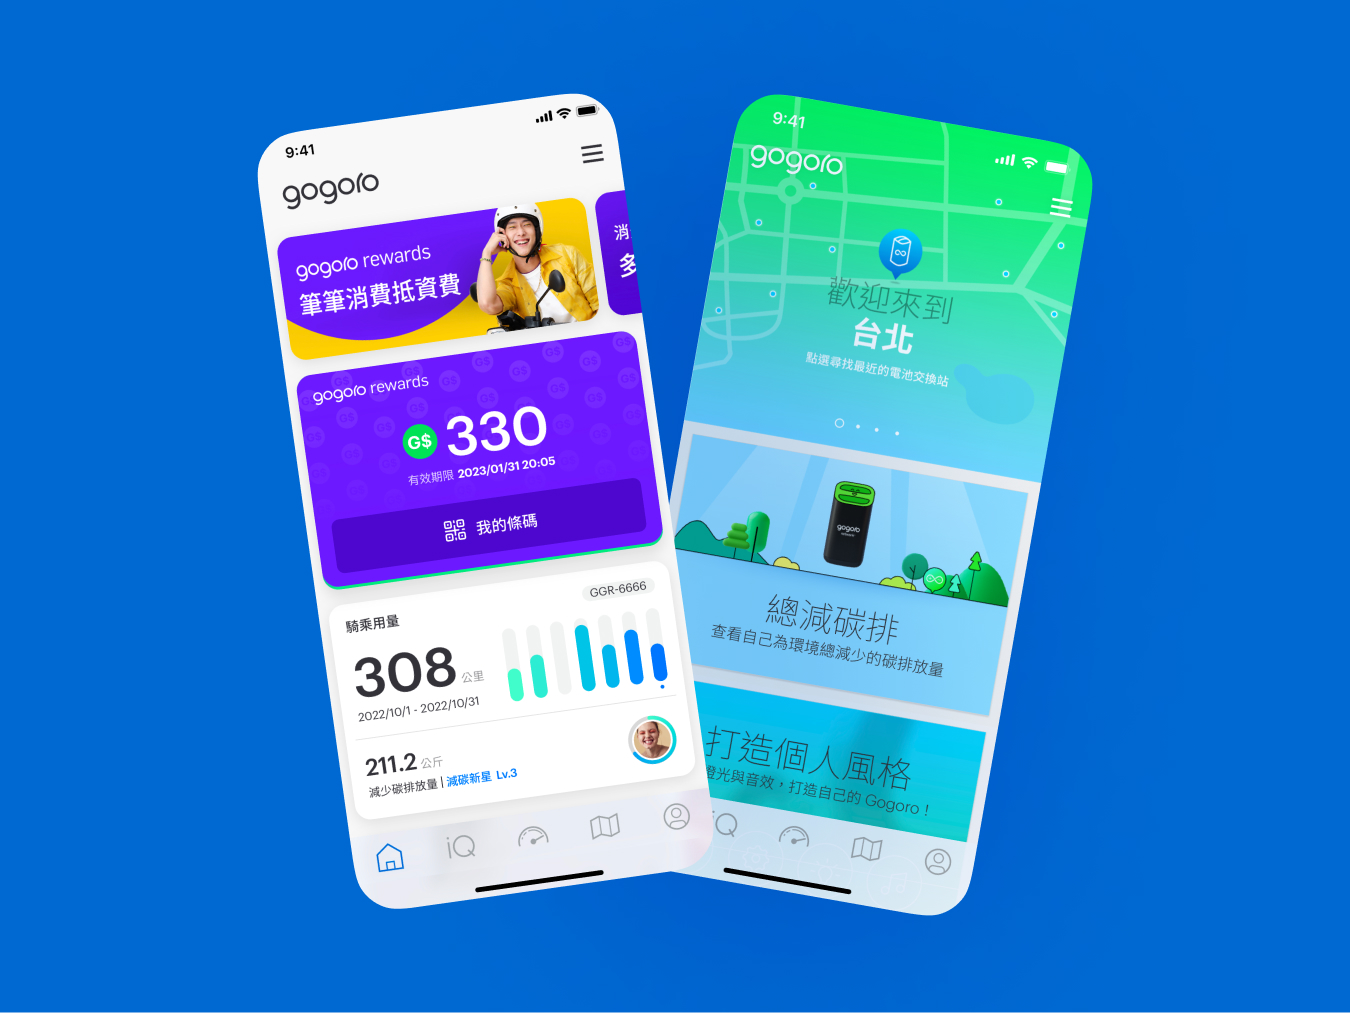 9:41
gogoro
gogoro rewards
筆筆消費抵資費
消
多
gogoro rewards
G$ 330
有效期限 2023/01/31 20:05
我的條碼
騎乘用量
GGR-6666
308 公里
2022/10/1 - 2022/10/31
211.2 公斤
減少碳排放量 | 減碳新星 Lv.3
iQ
9:41
gogoro
歡迎來到
台北
點選尋找最近的電池交換站
gogoro
總減碳排
查看自己為環境總減少的碳排放量
打造個人風格
燈光與音效，打造自己的 Gogoro！
iQ